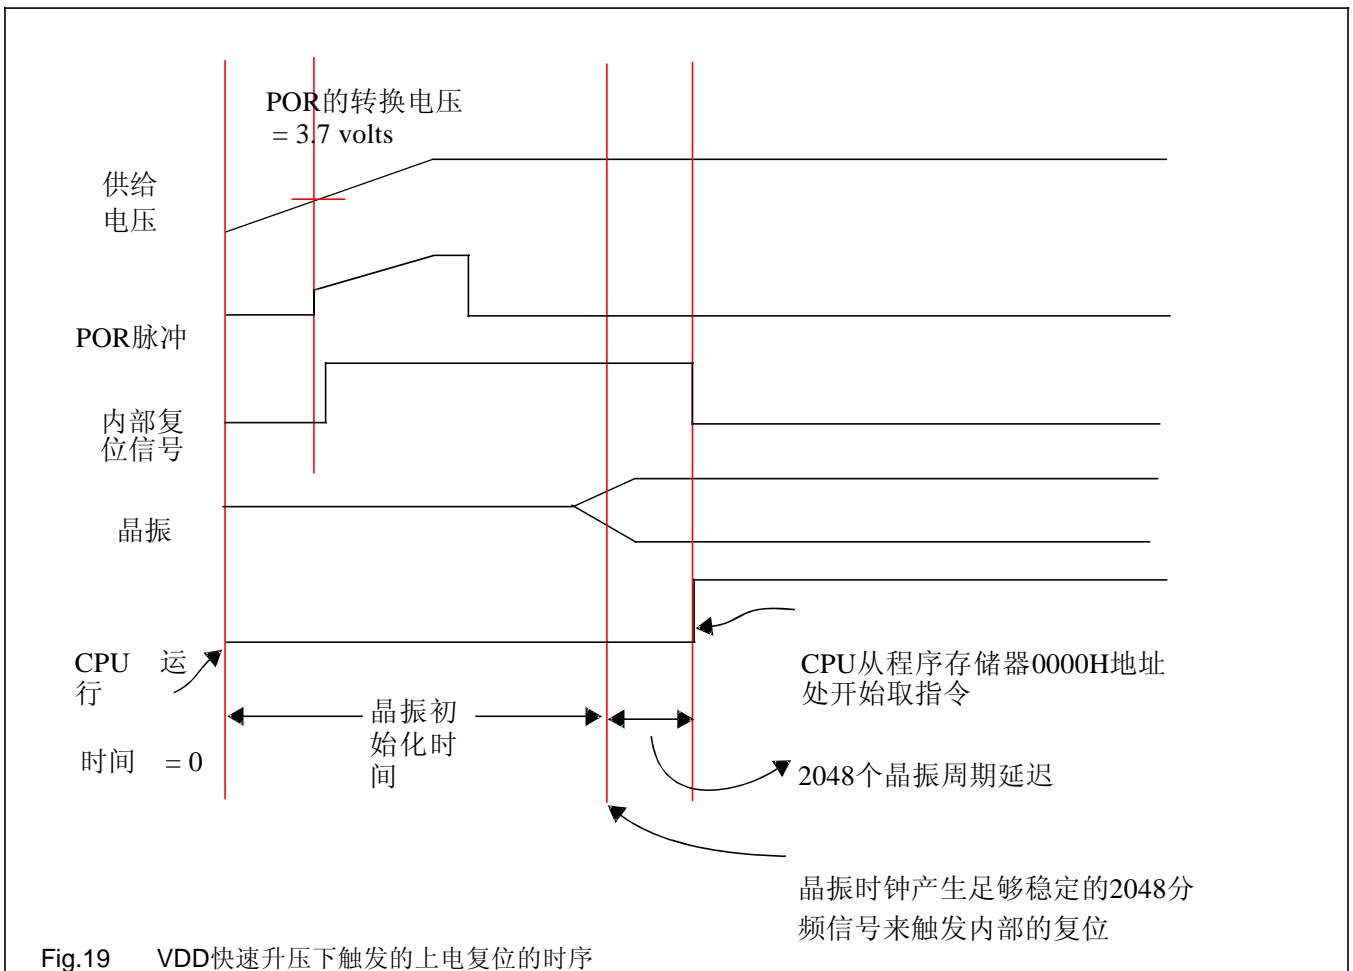 POR的转换电压
= 3.7 volts
供给
电压
POR脉冲
内部复
位信号
晶振
CPU 运
行
CPU从程序存储器0000H地址
处开始取指令
晶振初
始化时
间
时间 = 0
2048个晶振周期延迟
晶振时钟产生足够稳定的2048分
频信号来触发内部的复位
Fig.19 VDD快速升压下触发的上电复位的时序